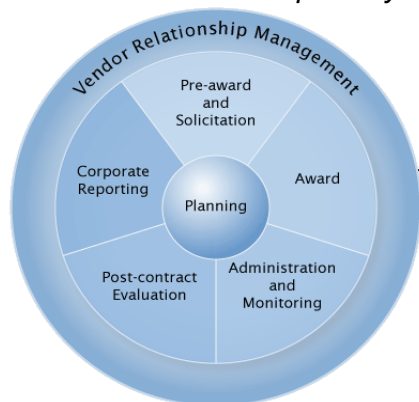 Vendor Relationship Management
Pre-award
and
Solicitation
Corporate
Reporting
Award
Planning
Post-contract
Evaluation
Administration
and
Monitoring